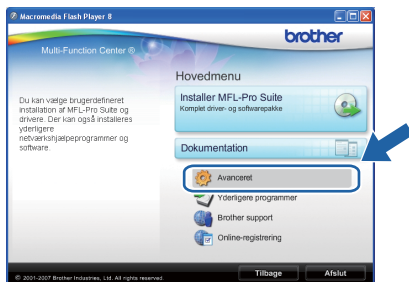 Macromedia Flash Player 8
brother
Multi-Function Center ®
Hovedmenu
Du kan vælge brugerdefineret
installation af MFL-Pro Suite og
drivere. Der kan også installeres
yderligere
netværkshjælpeprogrammer og
software.
Installer MFL-Pro Suite
Komplet driver- og softwarepakke
Dokumentation
Avanceret
Yderligere programmer
Brother support
Online-registrering
© 2001-2007 Brother Industries, Ltd. All rights reserved.
Tilbage
Afslut